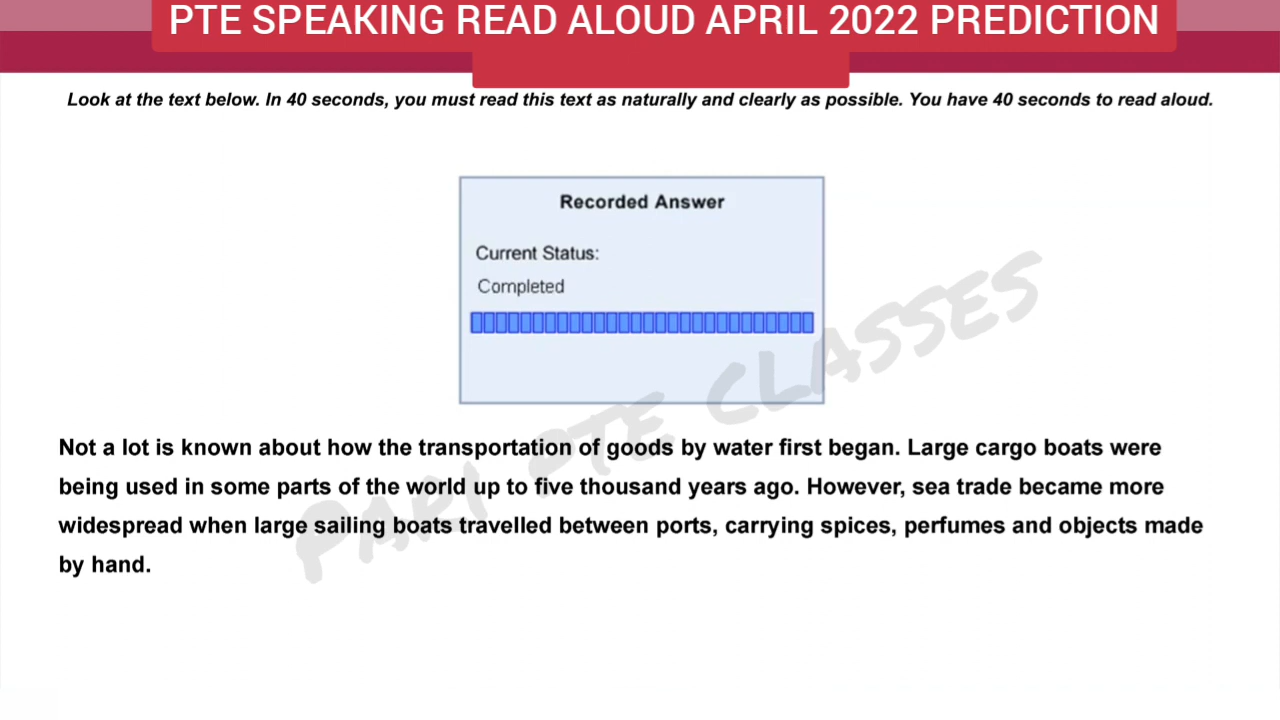 PTE SPEAKING READ ALOUD APRIL 2022 PREDICTION
Look at the text below. In 40 seconds, you must read this text as naturally and clearly as possible. You have 40 seconds to read aloud.
Recorded Answer
Current Status:
Completed
PAPI PTE CLASSES
Not a lot is known about how the transportation of goods by water first began. Large cargo boats were
being used in some parts of the world up to five thousand years ago. However, sea trade became more
widespread when large sailing boats travelled between ports, carrying spices, perfumes and objects made
by hand.